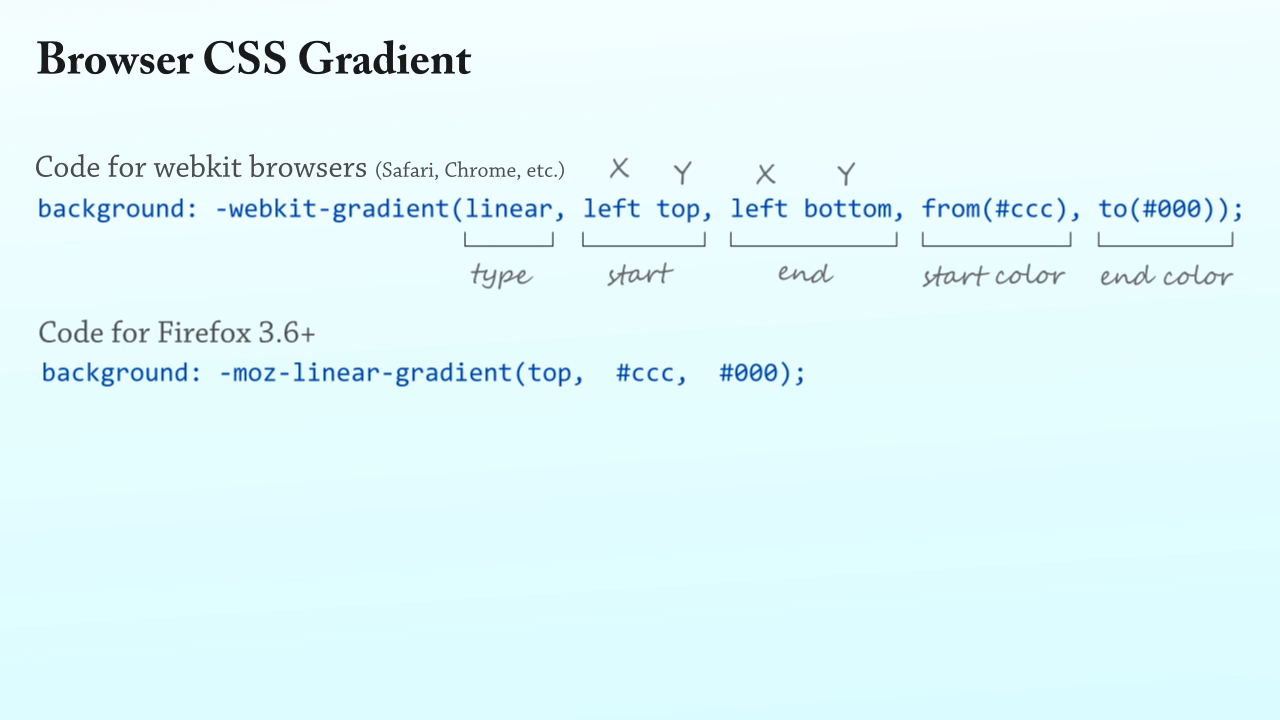 Browser CSS Gradient
Code for webkit browsers (Safari, Chrome, etc.)
X Y X Y
background: -webkit-gradient(linear, left top, left bottom, from(#ccc), to(#000));
type start end start color end color
Code for Firefox 3.6+
background: -moz-linear-gradient(top, #ccc, #000);